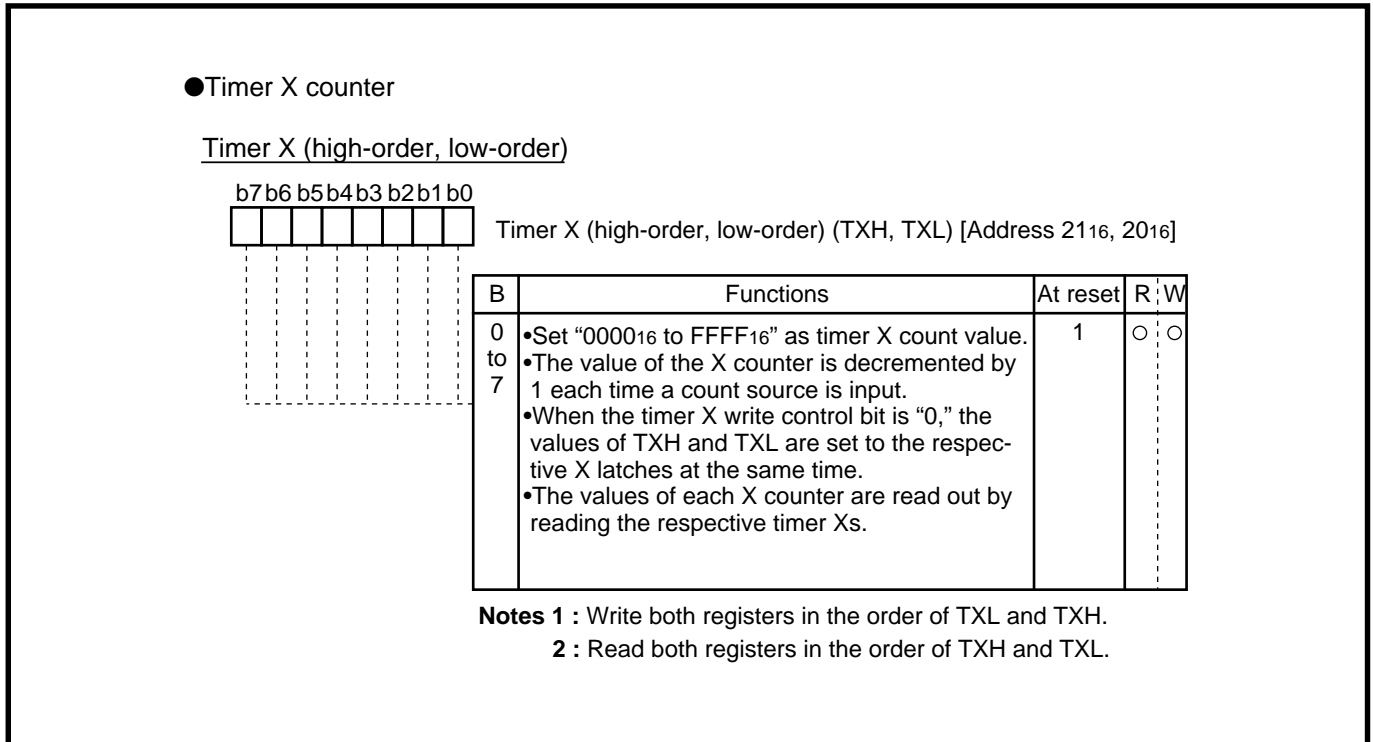 ●Timer X counter
Timer X (high-order, low-order)
b7 b6 b5 b4 b3 b2 b1 b0
Timer X (high-order, low-order) (TXH, TXL) [Address 2116, 2016]
B Functions At reset R W
0 to 7
•Set “000016 to FFFF16” as timer X count value. 1 ○ ○
•The value of the X counter is decremented by
1 each time a count source is input.
•When the timer X write control bit is “0,” the
values of TXH and TXL are set to the respec-
tive X latches at the same time.
•The values of each X counter are read out by
reading the respective timer Xs.
Notes 1 : Write both registers in the order of TXL and TXH.
2 : Read both registers in the order of TXH and TXL.